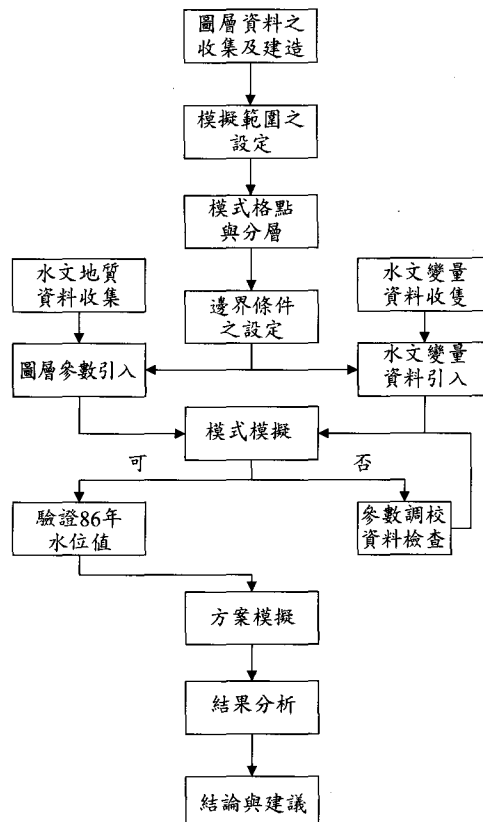 圖層資料之
收集及建造
模擬範圍之
設定
模式格點
與分層
水文地質
資料收集
邊界條件
之設定
水文變量
資料收隻
圖層參數引入
水文變量
資料引入
模式模擬
可
否
驗證86年
水位值
參數調校
資料檢查
方案模擬
結果分析
結論與建議